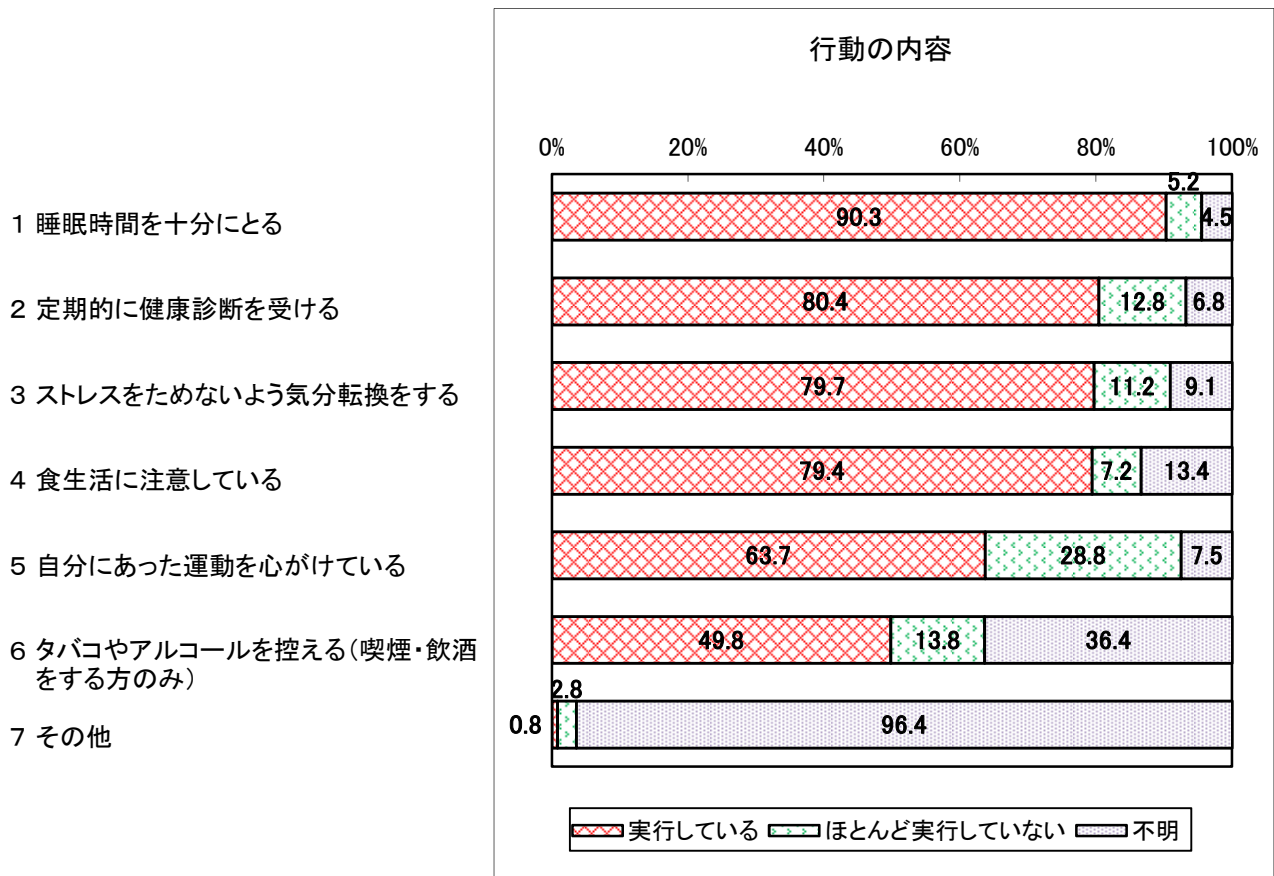 行動の内容
0% 20% 40% 60% 80% 100%
1 睡眠時間を十分にとる 90.3 5.2 4.5
2 定期的に健康診断を受ける 80.4 12.8 6.8
3 ストレスをためないよう気分転換をする 79.7 11.2 9.1
4 食生活に注意している 79.4 7.2 13.4
5 自分にあった運動を心がけている 63.7 28.8 7.5
6 タバコやアルコールを控える(喫煙・飲酒 49.8 13.8 36.4
をする方のみ)
7 その他 0.8 2.8 96.4
実行している ほとんど実行していない 不明